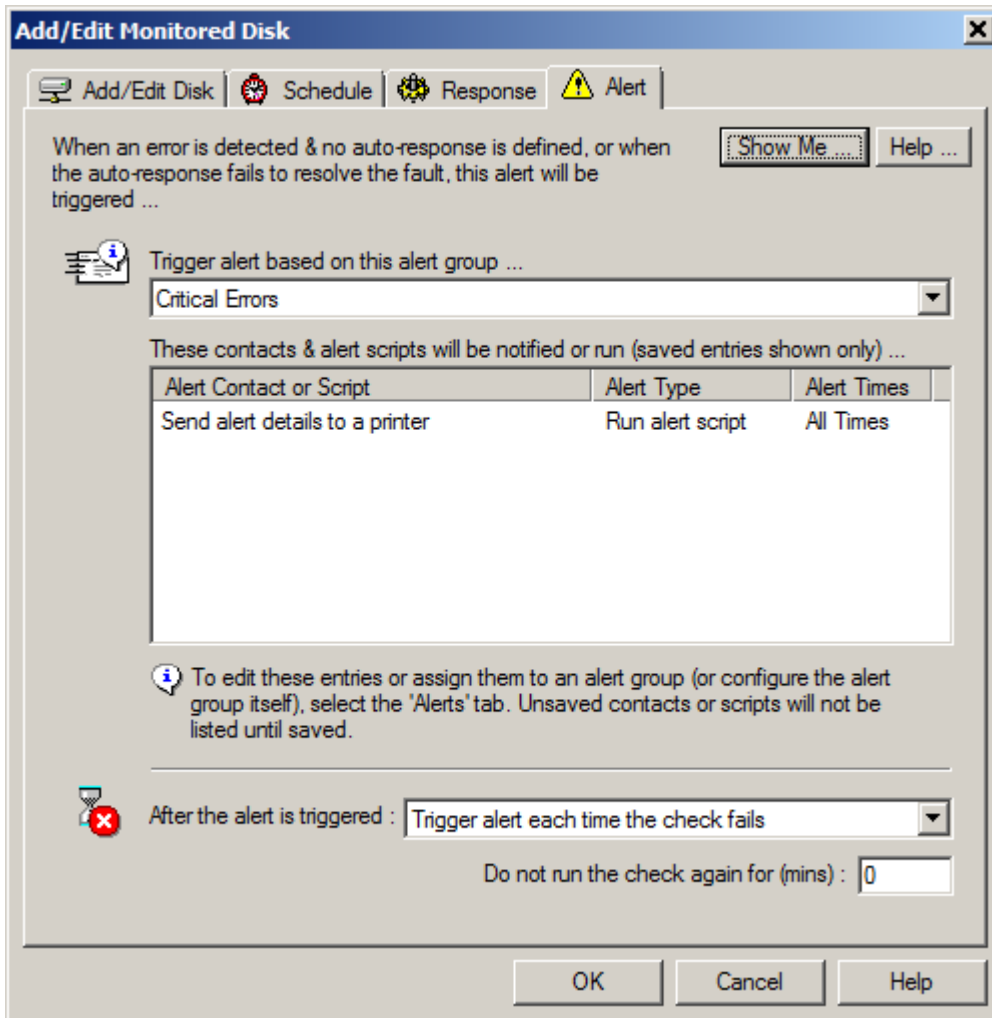 Add/Edit Monitored Disk
Add/Edit Disk
Schedule
Response
Alert
When an error is detected & no auto-response is defined, or when
the auto-response fails to resolve the fault, this alert will be
triggered ...
Show Me ...
Help ...
Trigger alert based on this alert group ...
Critical Errors
These contacts & alert scripts will be notified or run (saved entries shown only) ...
Alert Contact or Script Alert Type Alert Times
Send alert details to a printer Run alert script All Times
To edit these entries or assign them to an alert group (or configure the alert
group itself), select the 'Alerts' tab. Unsaved contacts or scripts will not be
listed until saved.
After the alert is triggered : Trigger alert each time the check fails
Do not run the check again for (mins) : 0
OK Cancel Help